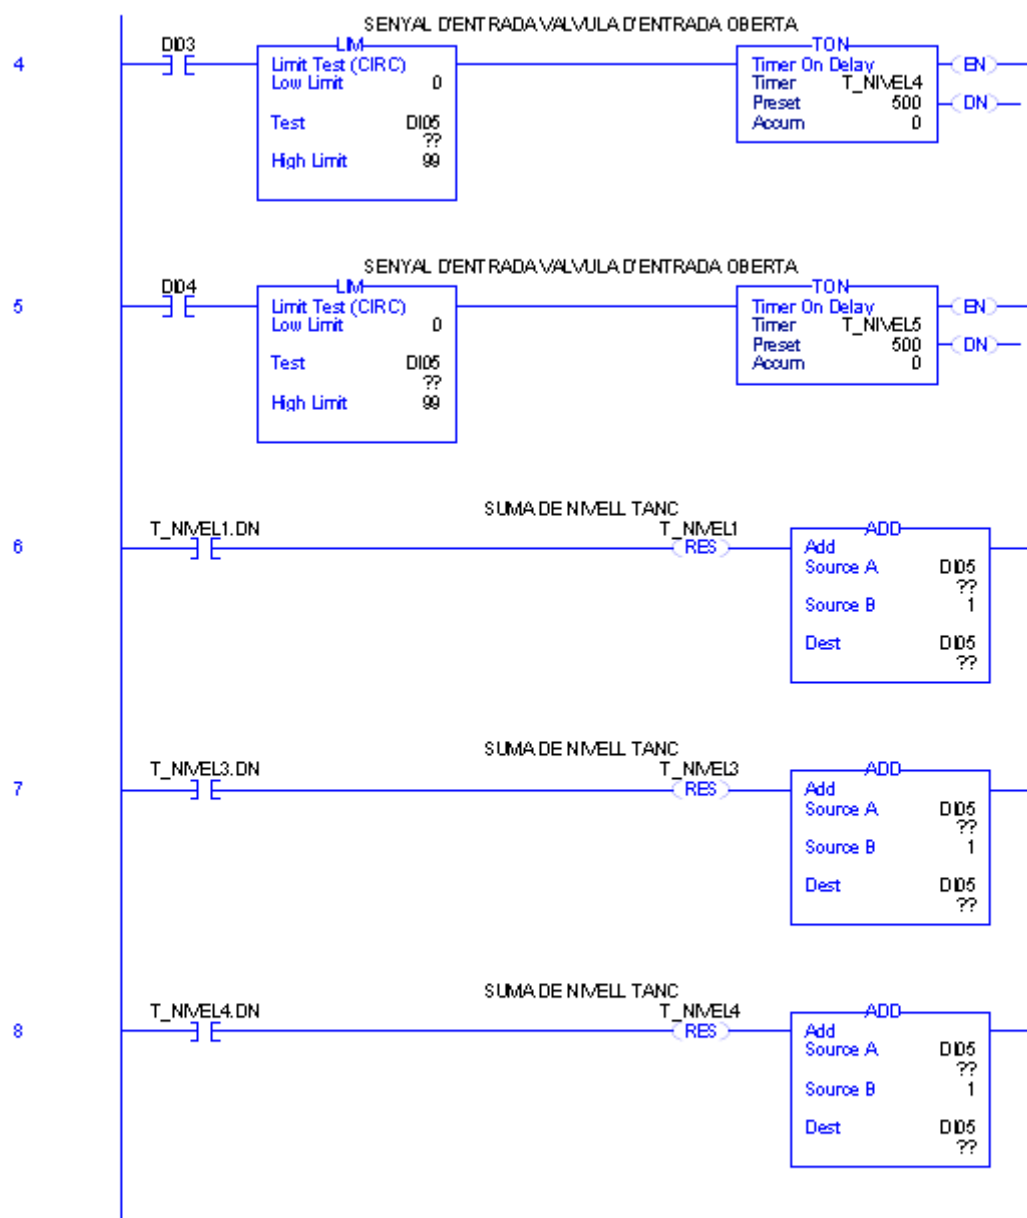 SENYAL D'ENTRADA VALVULA D'ENTRADA OBERTA
4
DI03
LIM
Limit Test (CIRC)
Low Limit 0
Test DI05
??
High Limit 99
TON
Timer On Delay
Timer T_NIVEL4
Preset 500
Accum 0
EN
DN
SENYAL D'ENTRADA VALVULA D'ENTRADA OBERTA
5
DI04
LIM
Limit Test (CIRC)
Low Limit 0
Test DI05
??
High Limit 99
TON
Timer On Delay
Timer T_NIVEL5
Preset 500
Accum 0
EN
DN
SUMA DE NIVELL TANC
6
T_NIVEL1.DN
T_NIVEL1
RES
ADD
Add
Source A DI05
??
Source B 1
Dest DI05
??
SUMA DE NIVELL TANC
7
T_NIVEL3.DN
T_NIVEL3
RES
ADD
Add
Source A DI05
??
Source B 1
Dest DI05
??
SUMA DE NIVELL TANC
8
T_NIVEL4.DN
T_NIVEL4
RES
ADD
Add
Source A DI05
??
Source B 1
Dest DI05
??